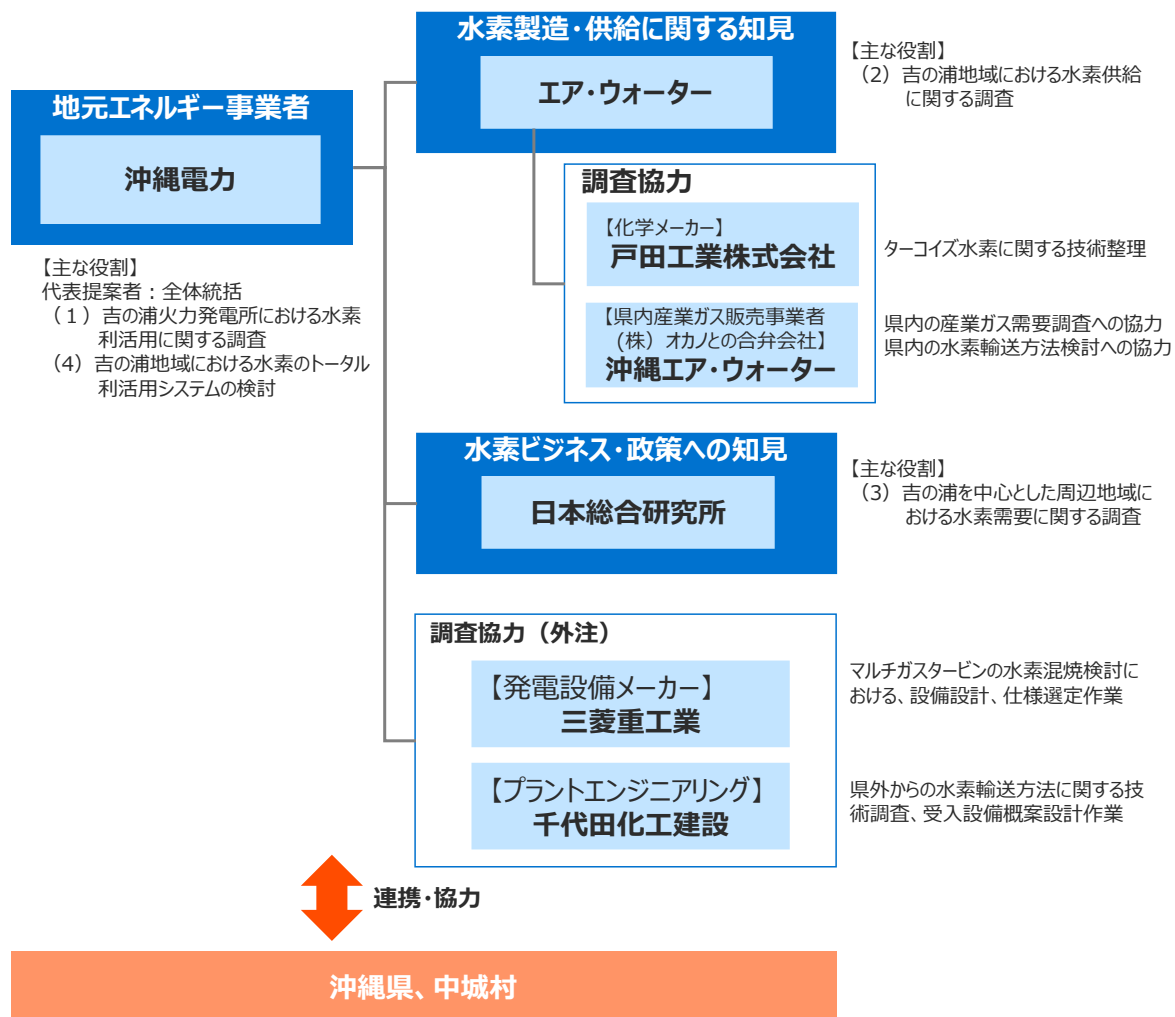 地元エネルギー事業者
沖縄電力
【主な役割】
代表提案者：全体統括
（１）吉の浦火力発電所における水素
利活用に関する調査
（4）吉の浦地域における水素のトータル
利活用システムの検討
水素製造・供給に関する知見
エア・ウォーター
【主な役割】
（2）吉の浦地域における水素供給
に関する調査
調査協力
【化学メーカー】
戸田工業株式会社
ターコイズ水素に関する技術整理
【県内産業ガス販売事業者
（株）オカノとの合弁会社】
沖縄エア・ウォーター
県内の産業ガス需要調査への協力
県内の水素輸送方法検討への協力
水素ビジネス・政策への知見
日本総合研究所
【主な役割】
（3）吉の浦を中心とした周辺地域に
おける水素需要に関する調査
調査協力（外注）
【発電設備メーカー】
三菱重工業
マルチガスタービンの水素混焼検討に
おける、設備設計、仕様選定作業
【プラントエンジニアリング】
千代田化工建設
県外からの水素輸送方法に関する技
術調査、受入設備概案設計作業
連携・協力
沖縄県、中城村